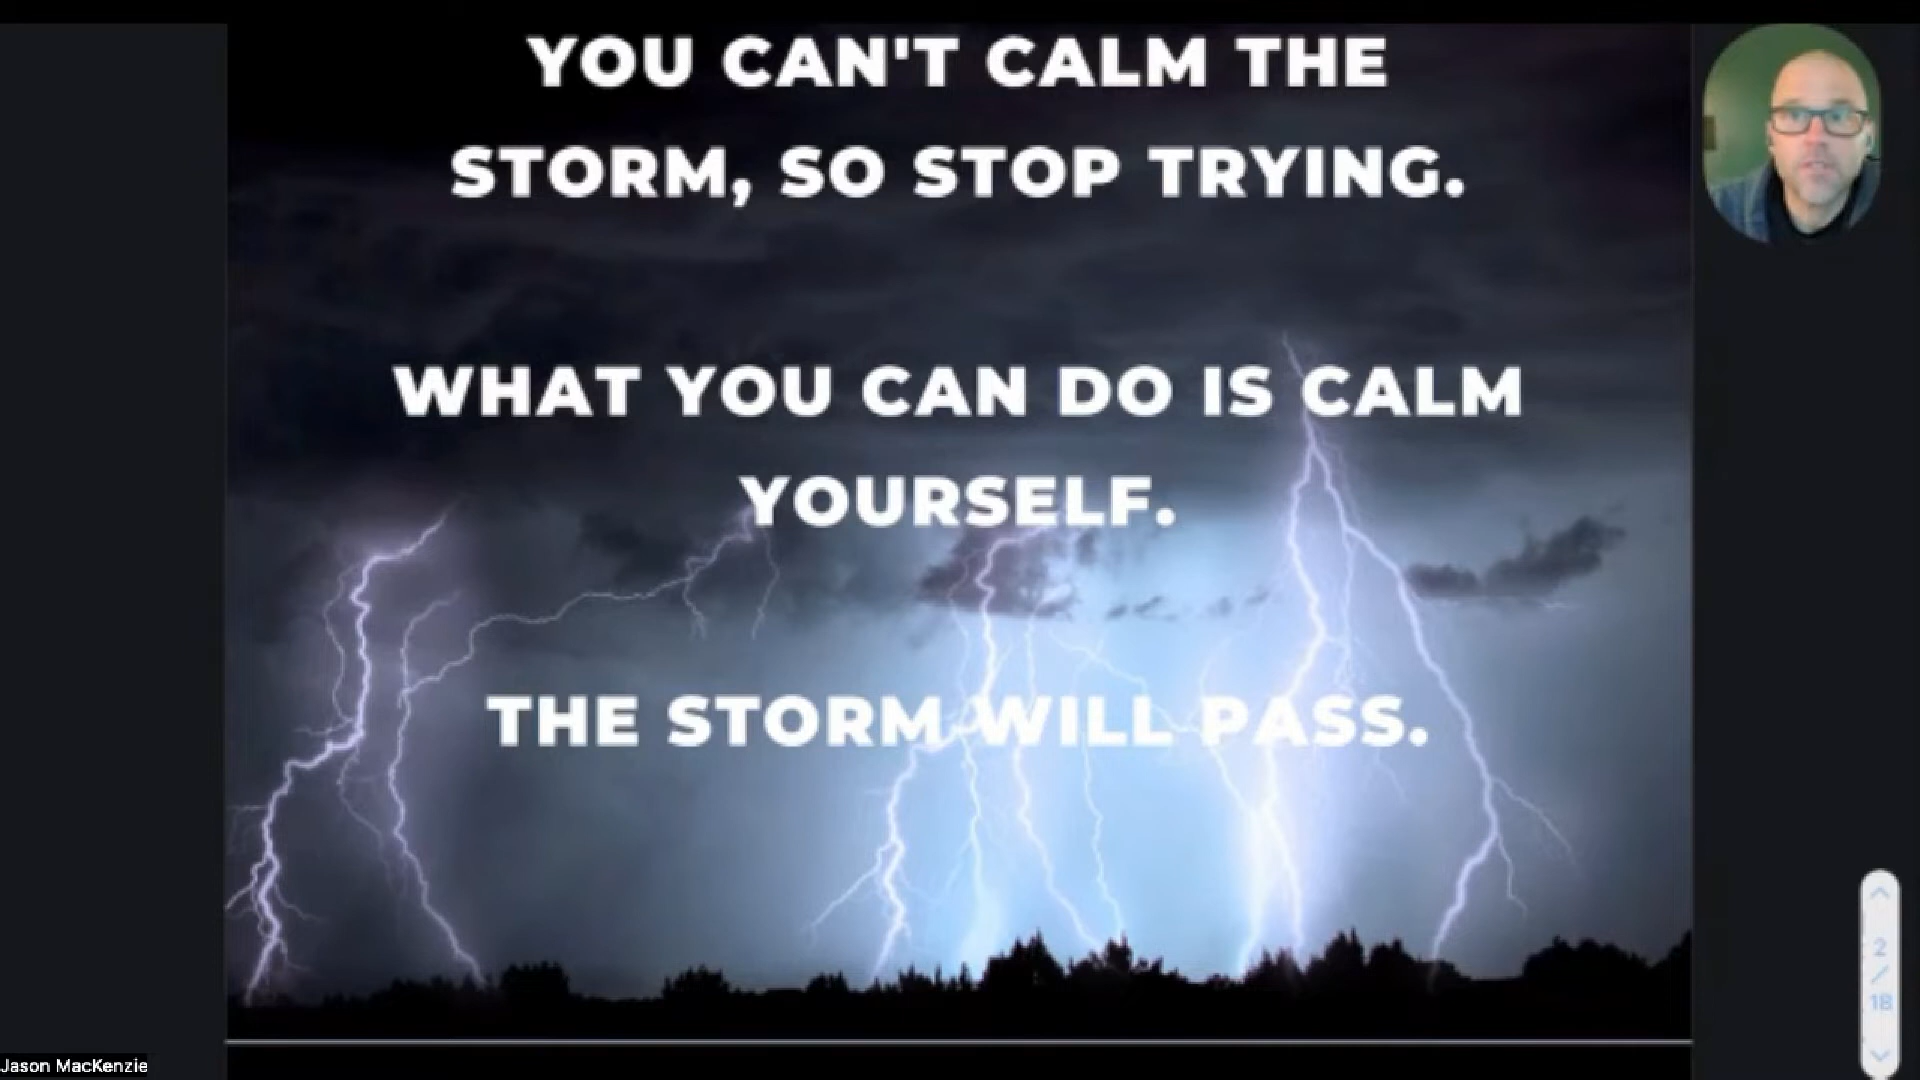 YOU CAN'T CALM THE
STORM, SO STOP TRYING.
WHAT YOU CAN DO IS CALM
YOURSELF.
THE STORM WILL PASS.
2
/
18
Jason MacKenzie